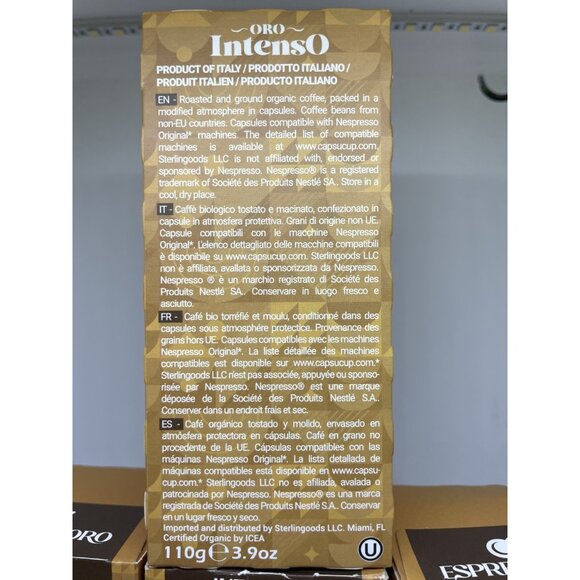 ORO
IntensO
PRODUCT OF ITALY / PRODOTTO ITALIANO /
PRODUIT ITALIEN / PRODUCTO ITALIANO
EN - Roasted and ground organic coffee, packed in a
modified atmosphere in capsules. Coffee beans from
non-EU countries. Capsules compatible with Nespresso
Original* machines. The detailed list of compatible
machines is available at www.capsucup.com.
Sterlingoods LLC is not affiliated with, endorsed or
sponsored by Nespresso. Nespresso® is a registered
trademark of Société des Produits Nestlé SA.. Store in a
cool, dry place.
IT - Caffè biologico tostato e macinato, confezionato in
capsule in atmosfera protettiva. Grani di origine non UE.
Capsule compatibili con le macchine Nespresso
Original*. L'elenco dettagliato delle macchine compatibili
è disponibile su www.capsucup.com. Sterlingoods LLC
non è affiliata, avallata o sponsorizzata da Nespresso.
Nespresso ® è un marchio registrato di Société des
Produits Nestlé SA.. Conservare in luogo fresco e
asciutto.
FR - Café bio torréfié et moulu, conditionné dans des
capsules sous atmosphère protectice. Provenance des
grains hors UE. Capsules compatibles avec les machines
Nespresso Original*. La liste détaillée des machines
compatibles est disponible sur www.capsucup.com.*
Sterlingoods LLC n'est pas associée, appuyée ou sponso-
risée par Nespresso. Nespresso® est une marque
déposée de la Société des Produits Nestlé S.A..
Conserver dans un endroit frais et sec.
ES - Café orgánico tostado y molido, envasado en
atmósfera protectora en cápsulas. Café en grano no
procedente de la UE. Cápsulas compatibles con las
máquinas Nespresso Original*. La lista detallada de
máquinas compatibles está disponible en www.capsu-
cup.com.* Sterlingoods LLC no es afiliada, avalada o
patrocinada por Nespresso. Nespresso® es una marca
registrada de Société des Produits Nestlé SA.. Conservar
en un lugar fresco y seco.
Imported and distributed by Sterlingoods LLC. Miami, FL
Certified Organic by ICEA
110g e 3.9oz
U
ORO
ESPR